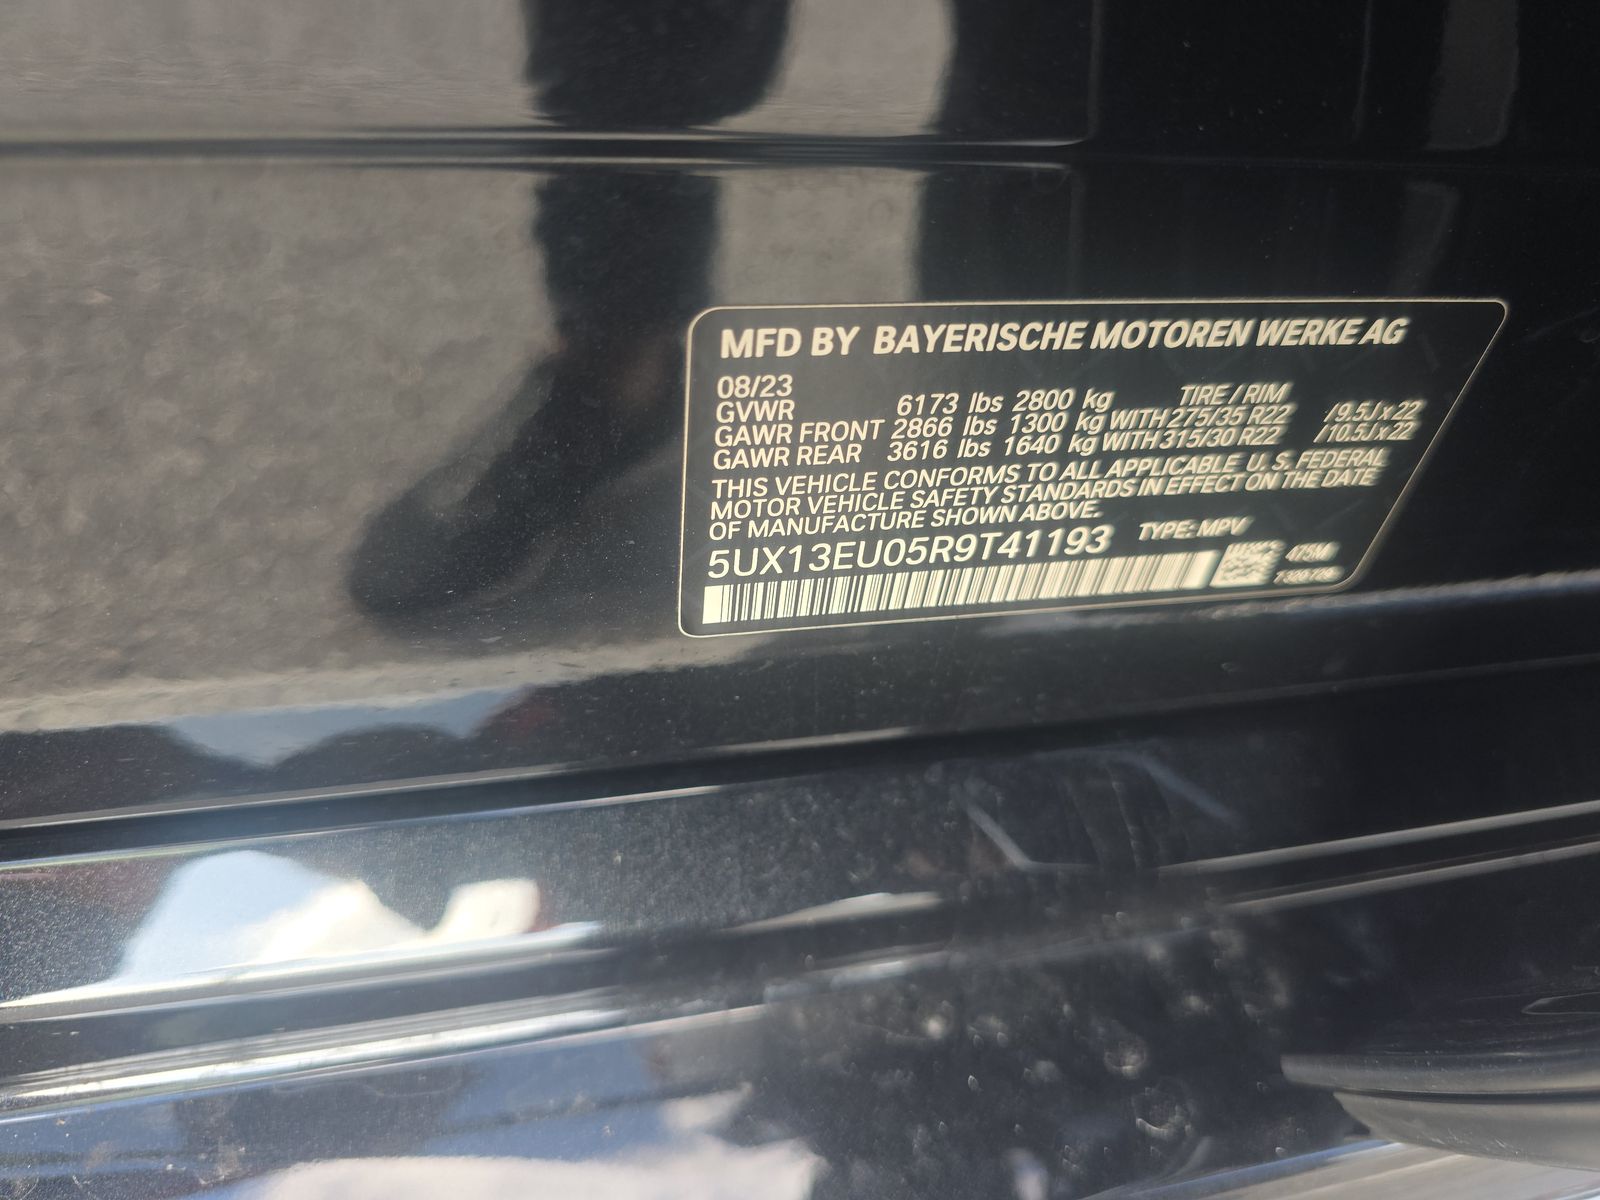 MFD BY BAYERISCHE MOTOREN WERKE AG
08/23 TIRE / RIM
GVWR 6173 lbs 2800 kg
GAWR FRONT 2866 lbs 1300 kg WITH 275/35 R22 /9.5J x 22
GAWR REAR 3616 lbs 1640 kg WITH 315/30 R22 /10.5J x 22
THIS VEHICLE CONFORMS TO ALL APPLICABLE U. S. FEDERAL
MOTOR VEHICLE SAFETY STANDARDS IN EFFECT ON THE DATE
OF MANUFACTURE SHOWN ABOVE.
5UX13EU05R9T41193 TYPE: MPV